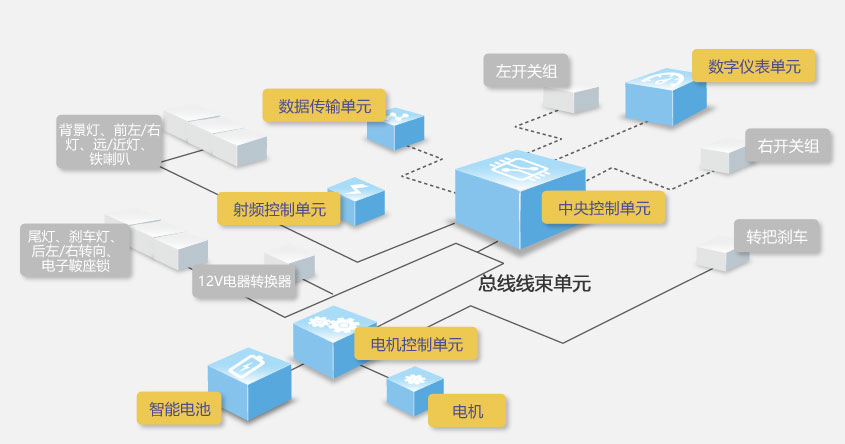 左开关组
数字仪表单元
数据传输单元
背景灯、前左/右
灯、远/近灯、
铁喇叭
右开关组
射频控制单元
中央控制单元
尾灯、刹车灯、
后左/右转向、
电子鞍座锁
转把刹车
12V电器转换器
总线线束单元
电机控制单元
智能电池
电机